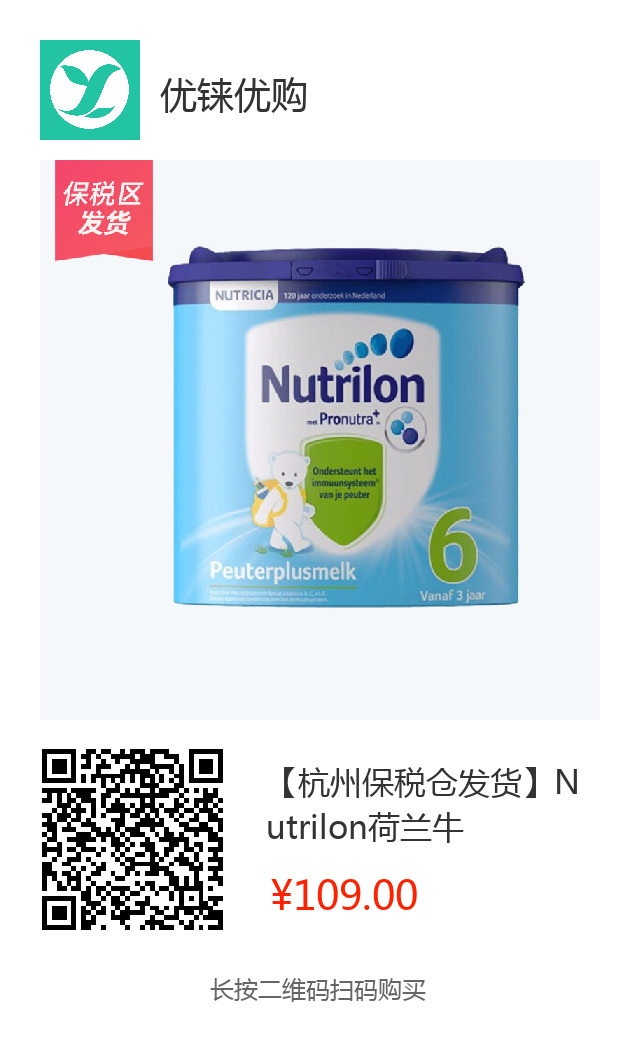 优铼优购
保税区
发货
NUTRICIA
120 jaar onderzoek in Nederland
Nutrilon
met Pronutra+™
Ondersteunt het
immuunsysteem*
van je peuter
6
Peuterplusmelk
Vanaf 3 jaar
【杭州保税仓发货】N
utrilon荷兰牛
¥109.00
长按二维码扫码购买